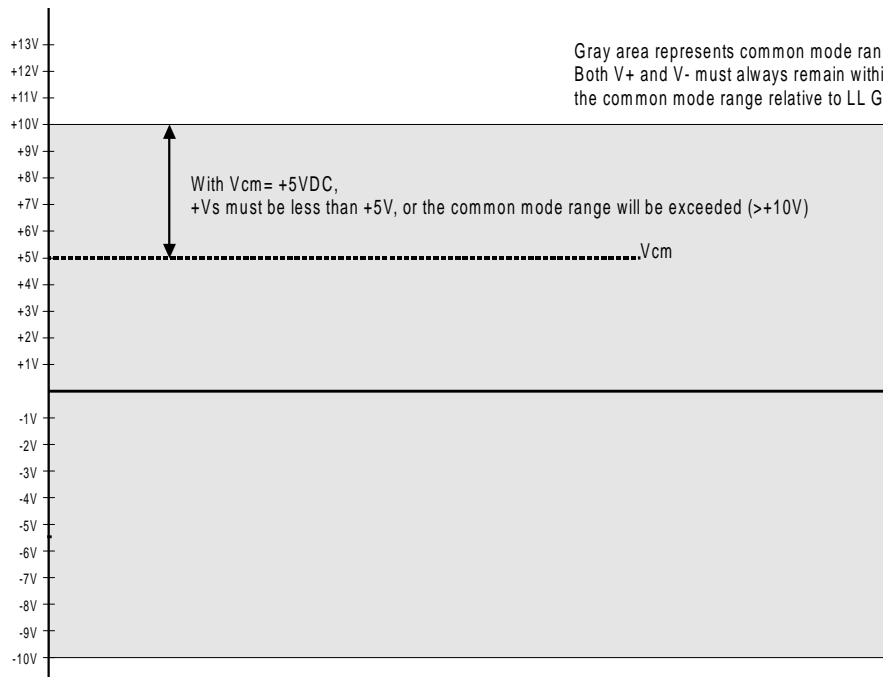 +13V
Gray area represents common mode ran
+12V
Both V+ and V- must always remain withi
+11V
the common mode range relative to LL G
+10V
+9V
+8V
With Vcm= +5VDC,
+7V
+Vs must be less than +5V, or the common mode range will be exceeded (>+10V)
+6V
+5V
Vcm
+4V
+3V
+2V
+1V
-1V
-2V
-3V
-4V
-5V
-6V
-7V
-8V
-9V
-10V